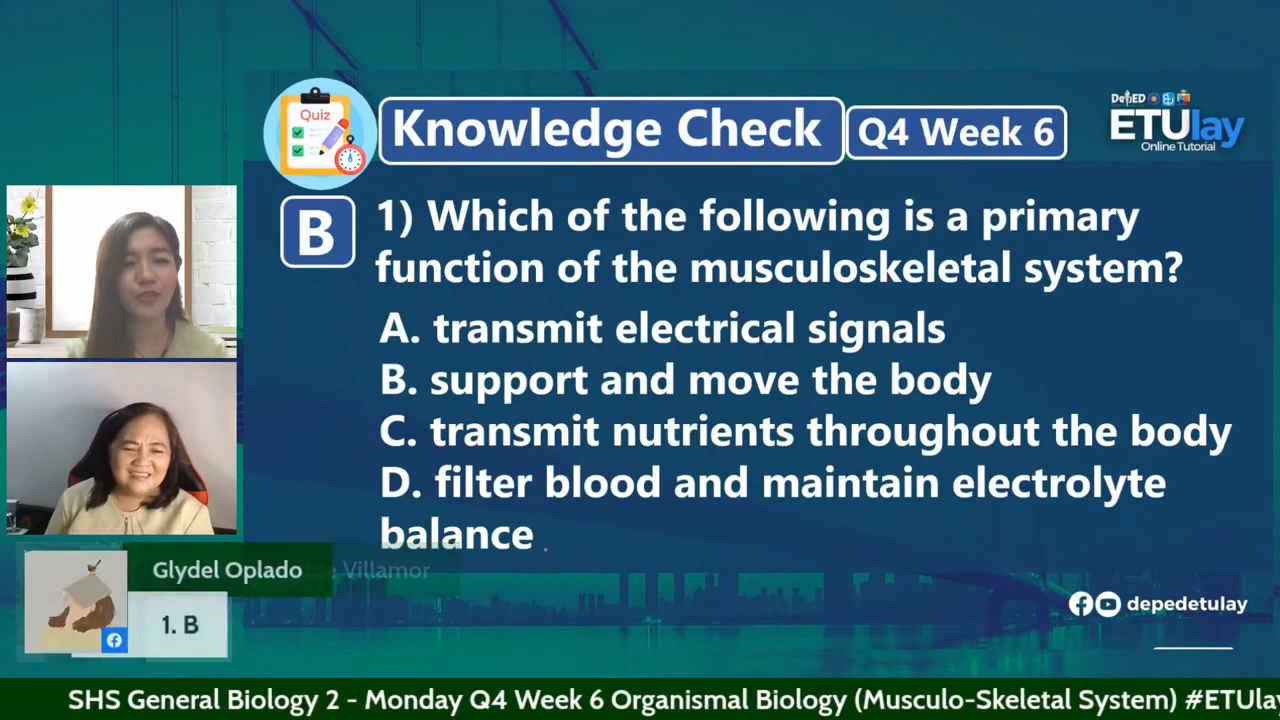 Quiz
Knowledge Check
Q4 Week 6
DepED
ETUlay
Online Tutorial
B
1) Which of the following is a primary
function of the musculoskeletal system?
A. transmit electrical signals
B. support and move the body
C. transmit nutrients throughout the body
D. filter blood and maintain electrolyte
balance
Glydel Oplado
Villamor
1. B
depedetulay
SHS General Biology 2 - Monday Q4 Week 6 Organismal Biology (Musculo-Skeletal System) #ETUla